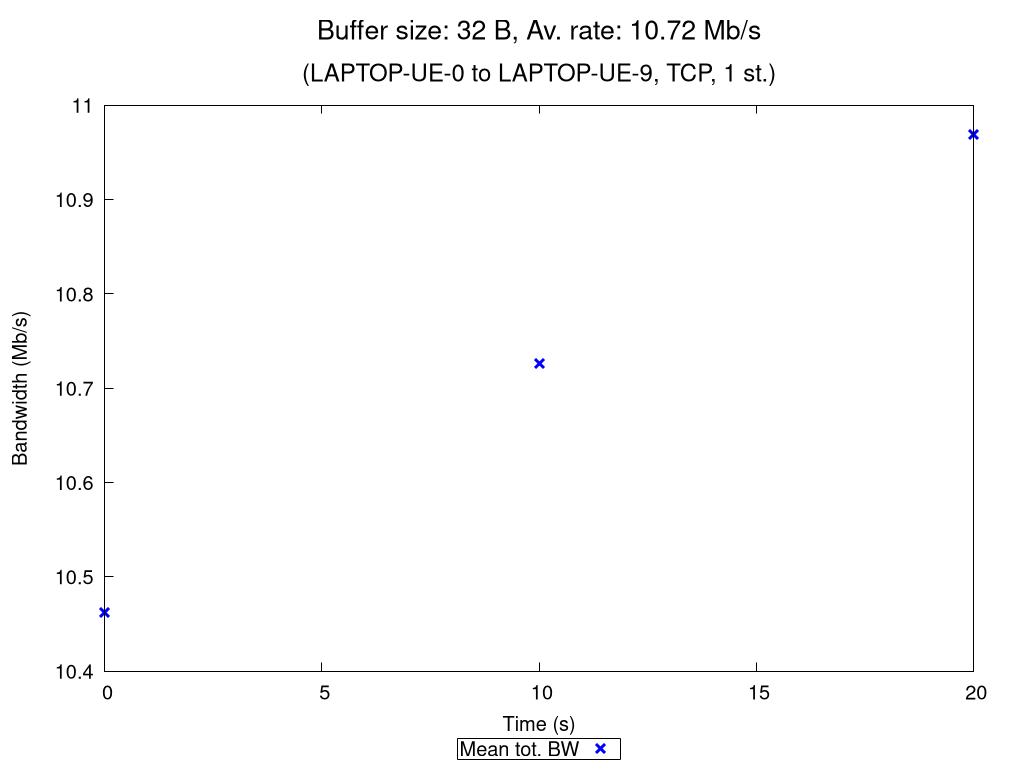 Buffer size: 32 B, Av. rate: 10.72 Mb/s
(LAPTOP-UE-0 to LAPTOP-UE-9, TCP, 1 st.)
11
10.9
10.8
10.7
10.6
10.5
10.4
Bandwidth (Mb/s)
0 5 10 15 20
Time (s)
Mean tot. BW